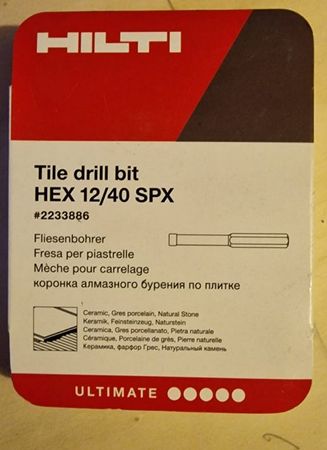 HILTI
Tile drill bit
HEX 12/40 SPX
#2233886
Fliesenbohrer
Fresa per piastrelle
Mèche pour carrelage
коронка алмазного бурения по плитке
Ceramic, Gres porcelain, Natural Stone
Keramik, Feinsteinzeug, Naturstein
Ceramica, Gres porcellanato, Pietra naturale
Céramique, Porcelaine de grès, Pierre naturelle
Керамика, фарфор Грес, Натуральный камень
ULTIMATE